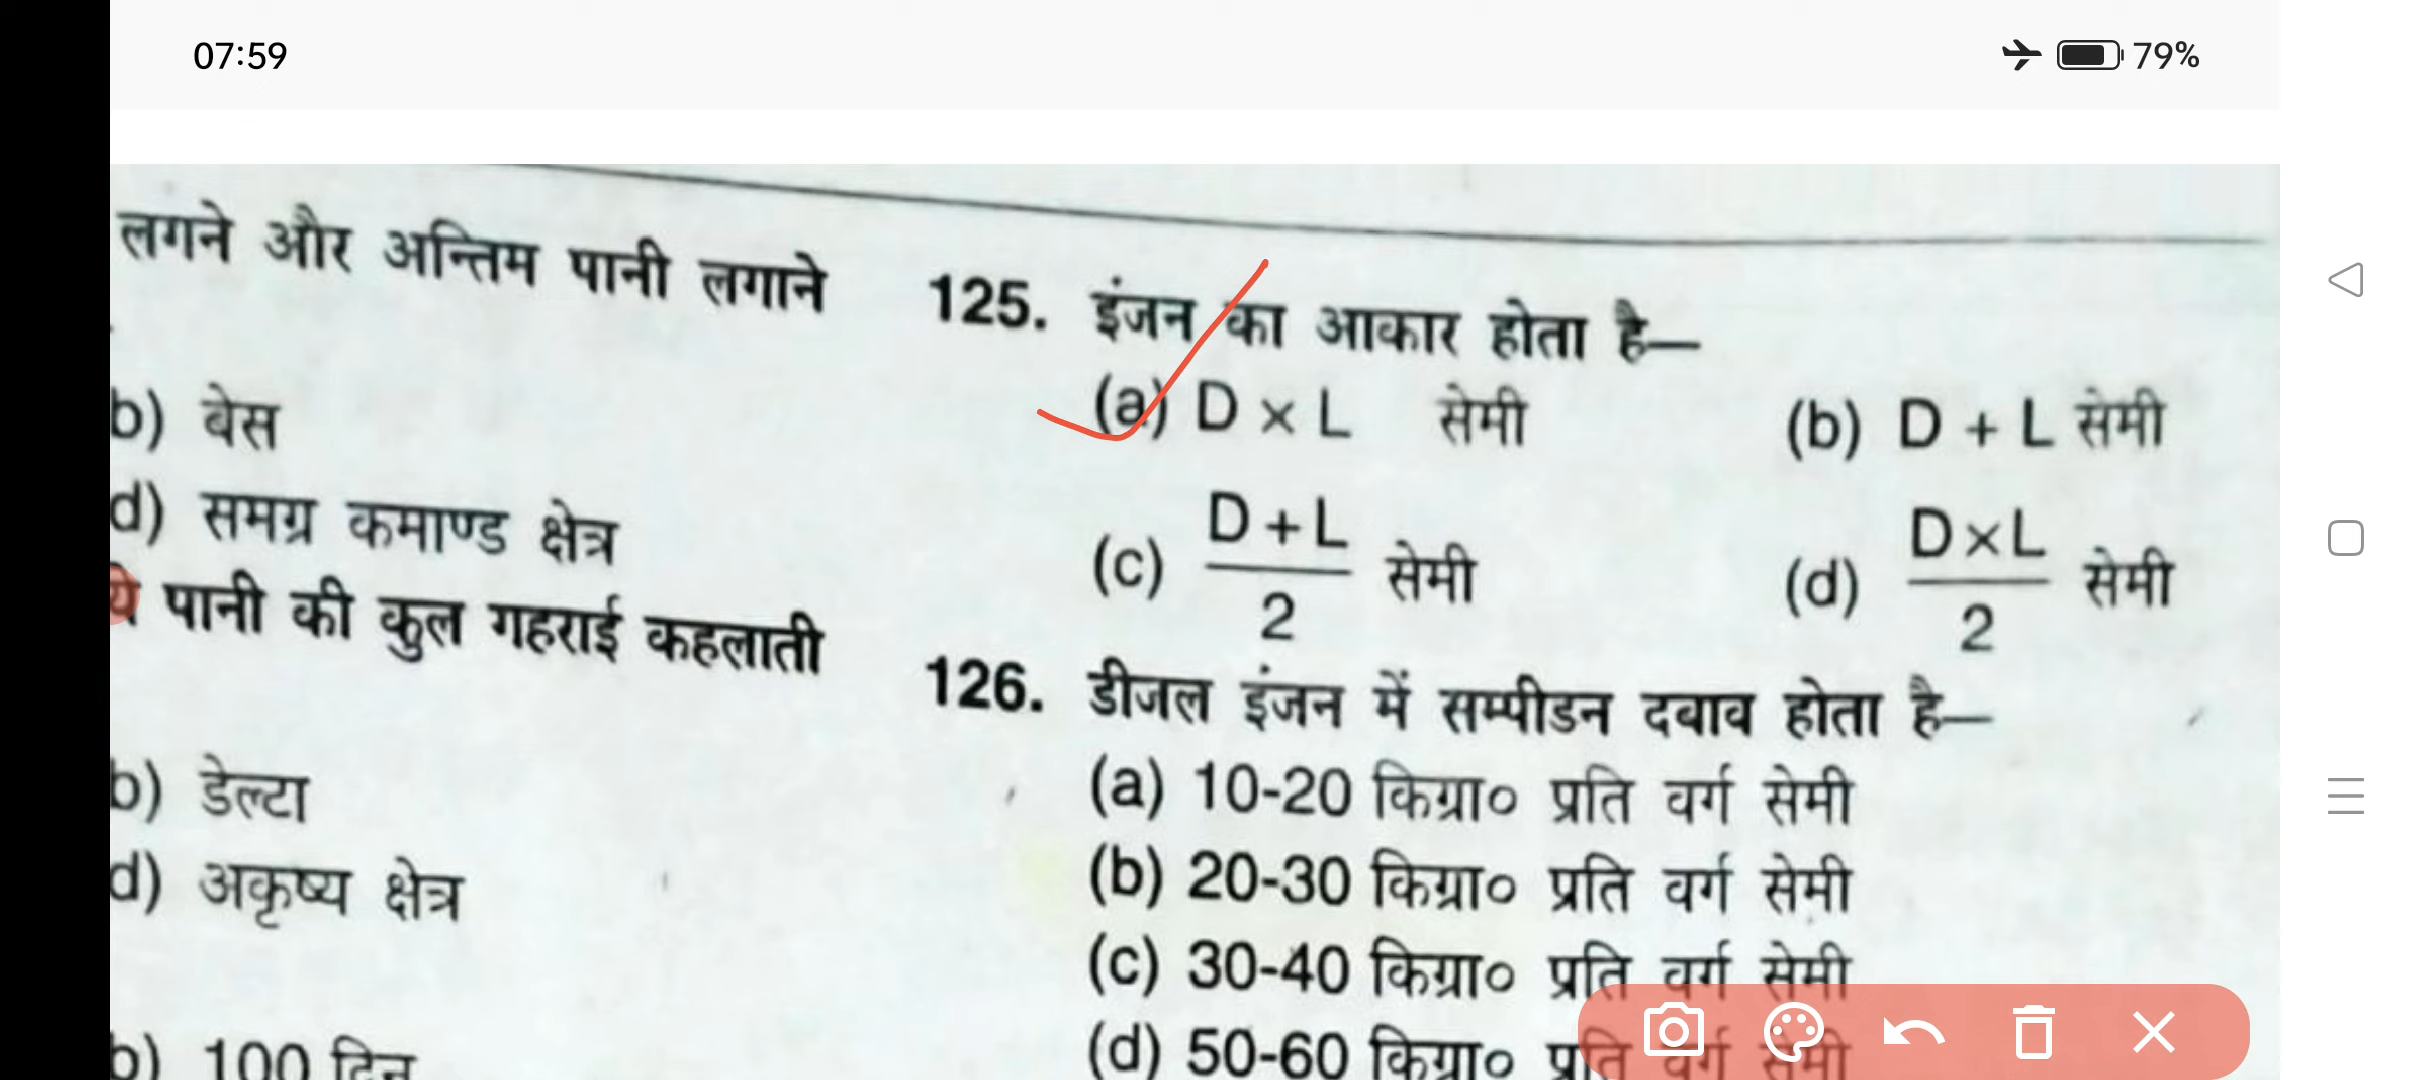 07:59
79%
लगने और अन्तिम पानी लगाने
b) बेस
d) समग्र कमाण्ड क्षेत्र
ये पानी की कुल गहराई कहलाती
b) डेल्टा
d) अकृष्य क्षेत्र
b) 100 दिन
125. इंजन का आकार होता है—
(a) D × L सेमी (b) D + L सेमी
(c) D+L/2 सेमी (d) D×L/2 सेमी
126. डीजल इंजन में सम्पीडन दबाव होता है—
(a) 10-20 किग्रा० प्रति वर्ग सेमी
(b) 20-30 किग्रा० प्रति वर्ग सेमी
(c) 30-40 किग्रा० प्रति वर्ग सेमी
(d) 50-60 किग्रा० प्रति वर्ग सेमी